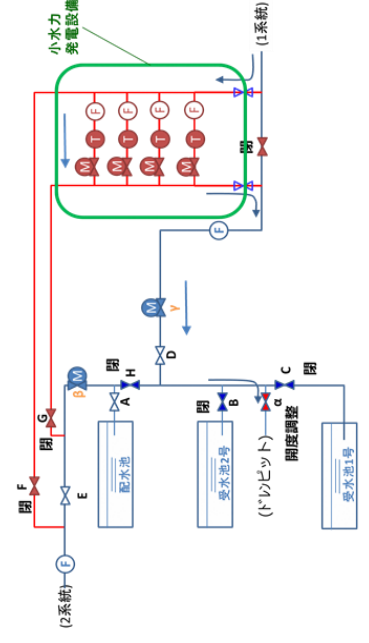 小水力
発電設備
(1系統)
F
F
F
F
T
T
T
T
M
M
M
M
閉
F
M
γ
D
M
β
H
閉
A
G
閉
F
閉
E
F
(2系統)
配水池
閉
B
受水池2号
α
(ﾄﾞﾚﾝﾋﾟｯﾄ)
開度調整
C
閉
受水池1号